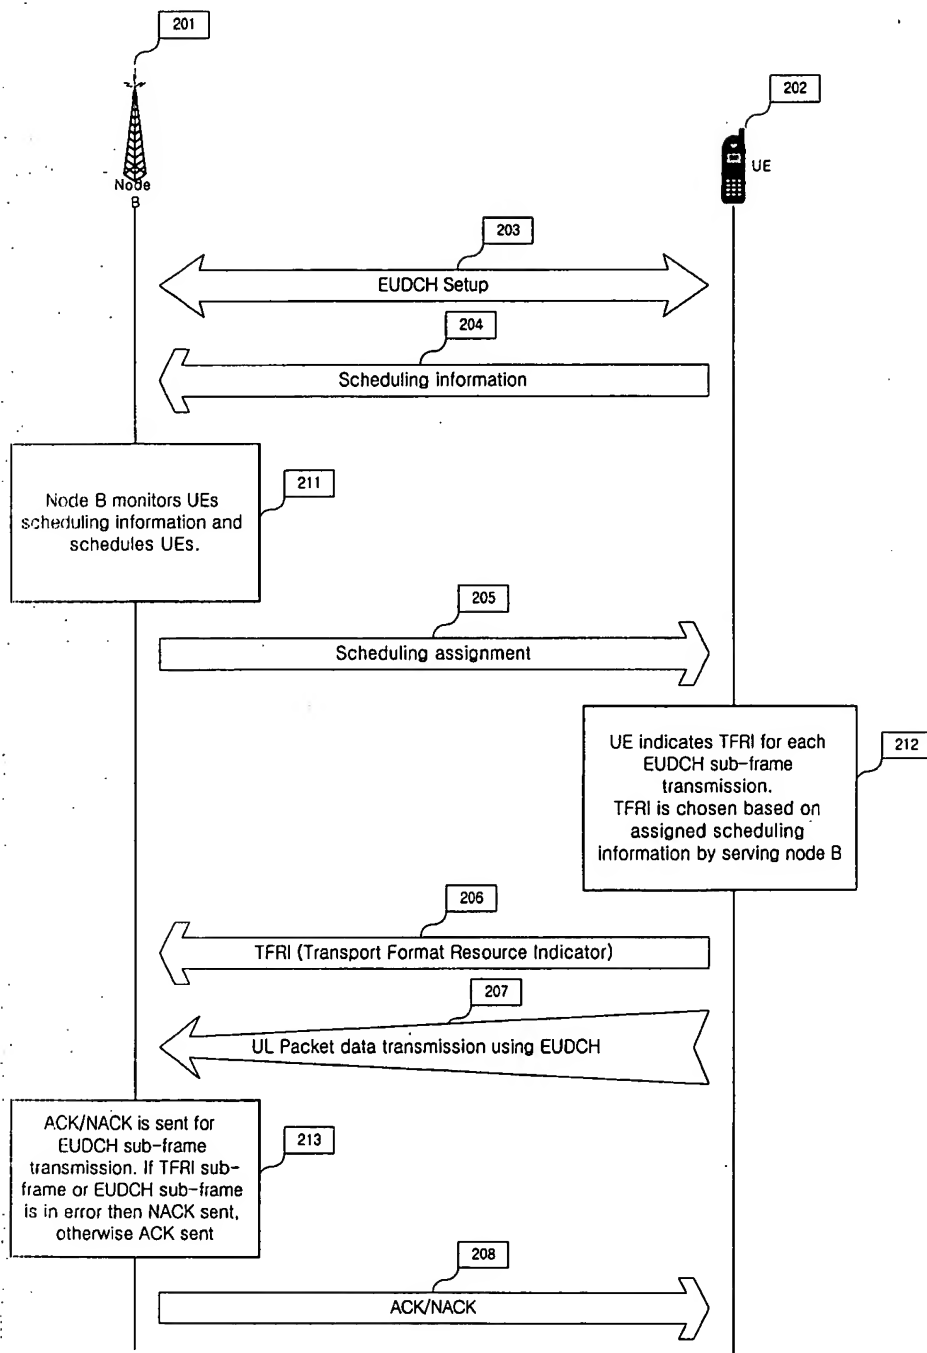 201
202
Node
B
UE
203
EUDCH Setup
204
Scheduling information
211
Node B monitors UEs
scheduling information and
schedules UEs.
205
Scheduling assignment
212
UE indicates TFRI for each
EUDCH sub-frame
transmission.
TFRI is chosen based on
assigned scheduling
information by serving node B
206
TFRI (Transport Format Resource Indicator)
207
UL Packet data transmission using EUDCH
213
ACK/NACK is sent for
EUDCH sub-frame
transmission. If TFRI sub-
frame or EUDCH sub-frame
is in error then NACK sent,
otherwise ACK sent
208
ACK/NACK